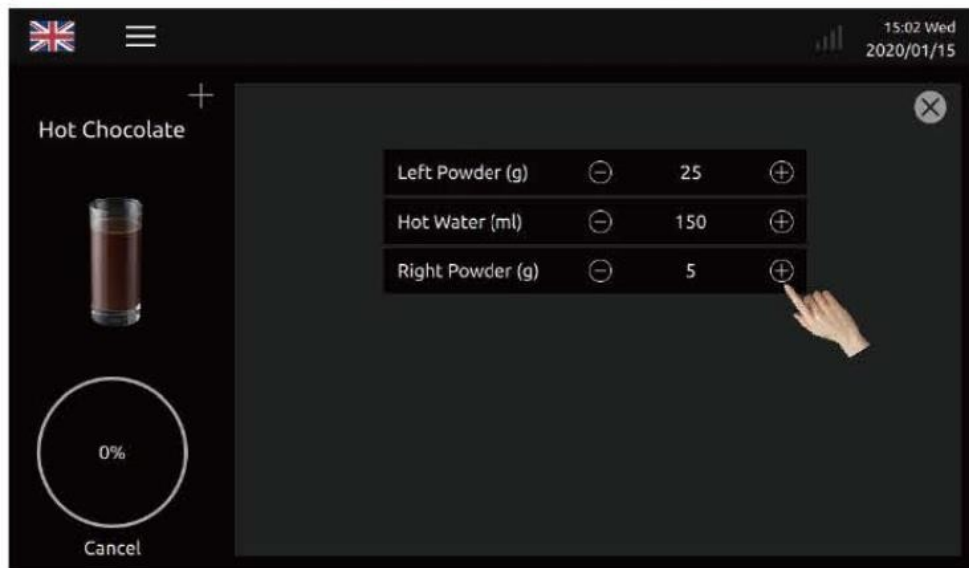 15:02 Wed
2020/01/15
Hot Chocolate
Left Powder (g) 25
Hot Water (ml) 150
Right Powder (g) 5
0%
Cancel